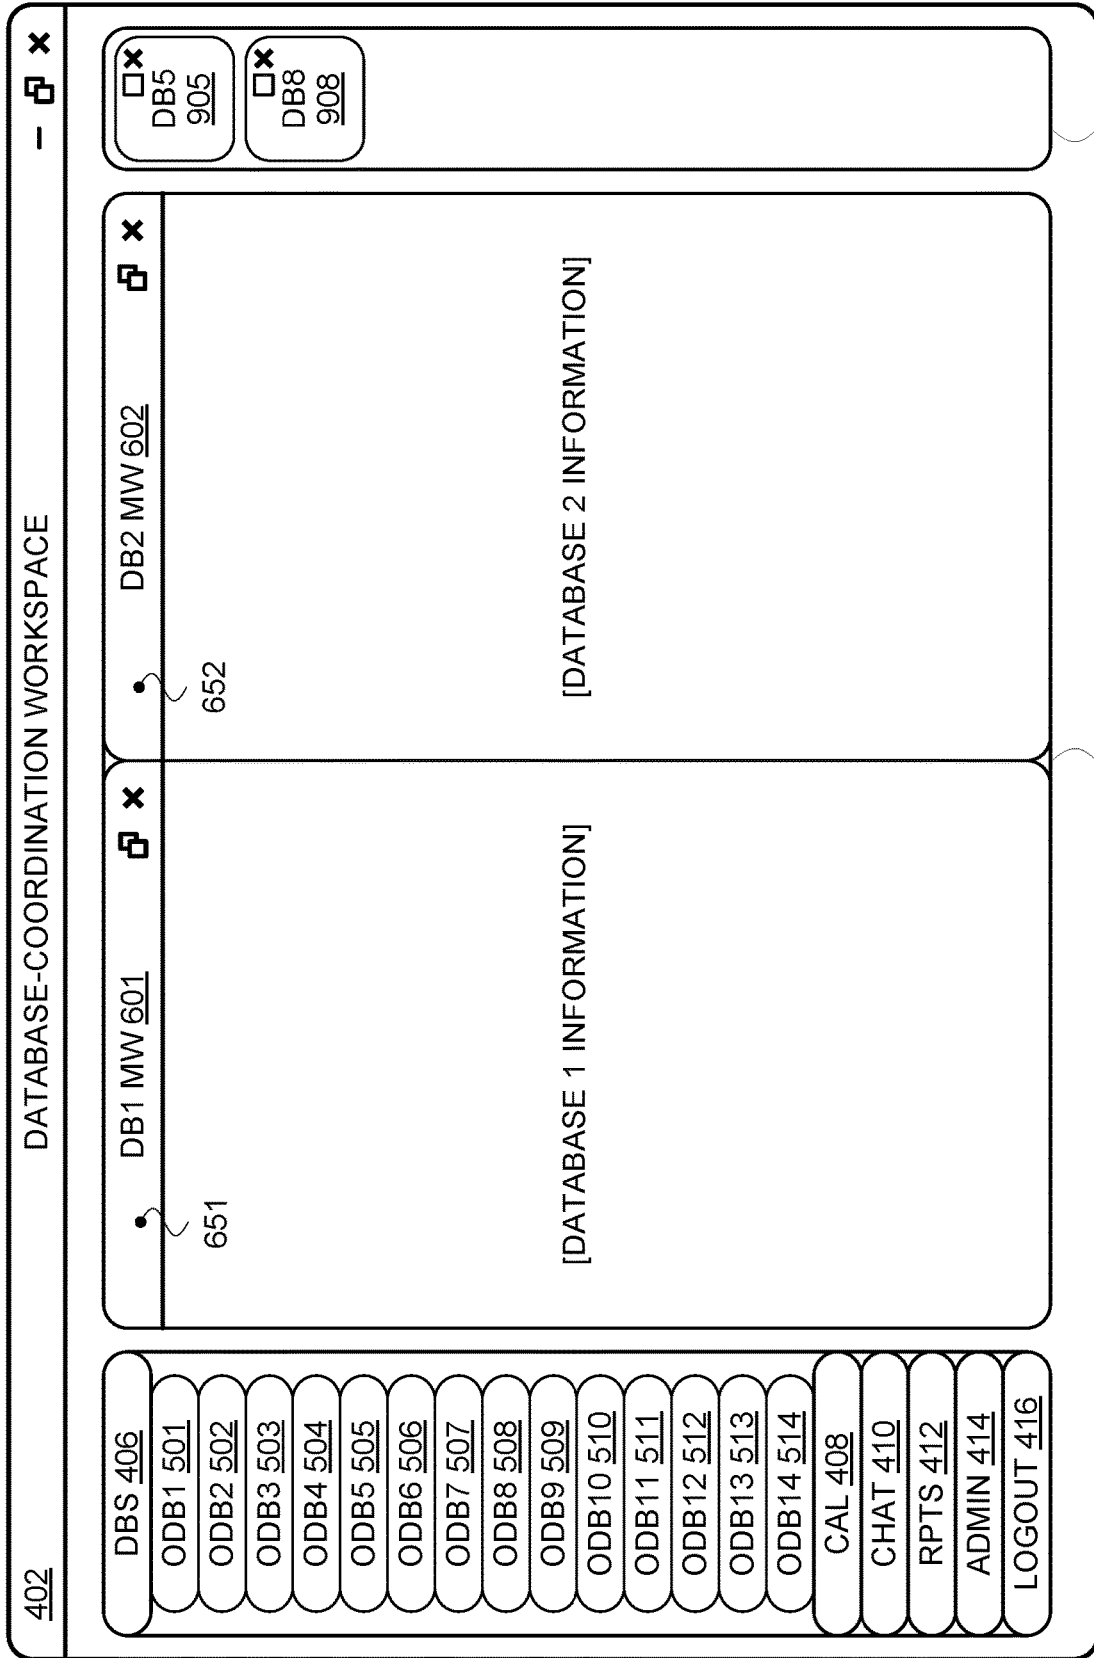 402
DATABASE-COORDINATION WORKSPACE
DBS 406
ODB1 501
ODB2 502
ODB3 503
ODB4 504
ODB5 505
ODB6 506
ODB7 507
ODB8 508
ODB9 509
ODB10 510
ODB11 511
ODB12 512
ODB13 513
ODB14 514
CAL 408
CHAT 410
RPTS 412
ADMIN 414
LOGOUT 416
DB1 MW 601
651
[DATABASE 1 INFORMATION]
DB2 MW 602
652
[DATABASE 2 INFORMATION]
DB5
905
DB8
908